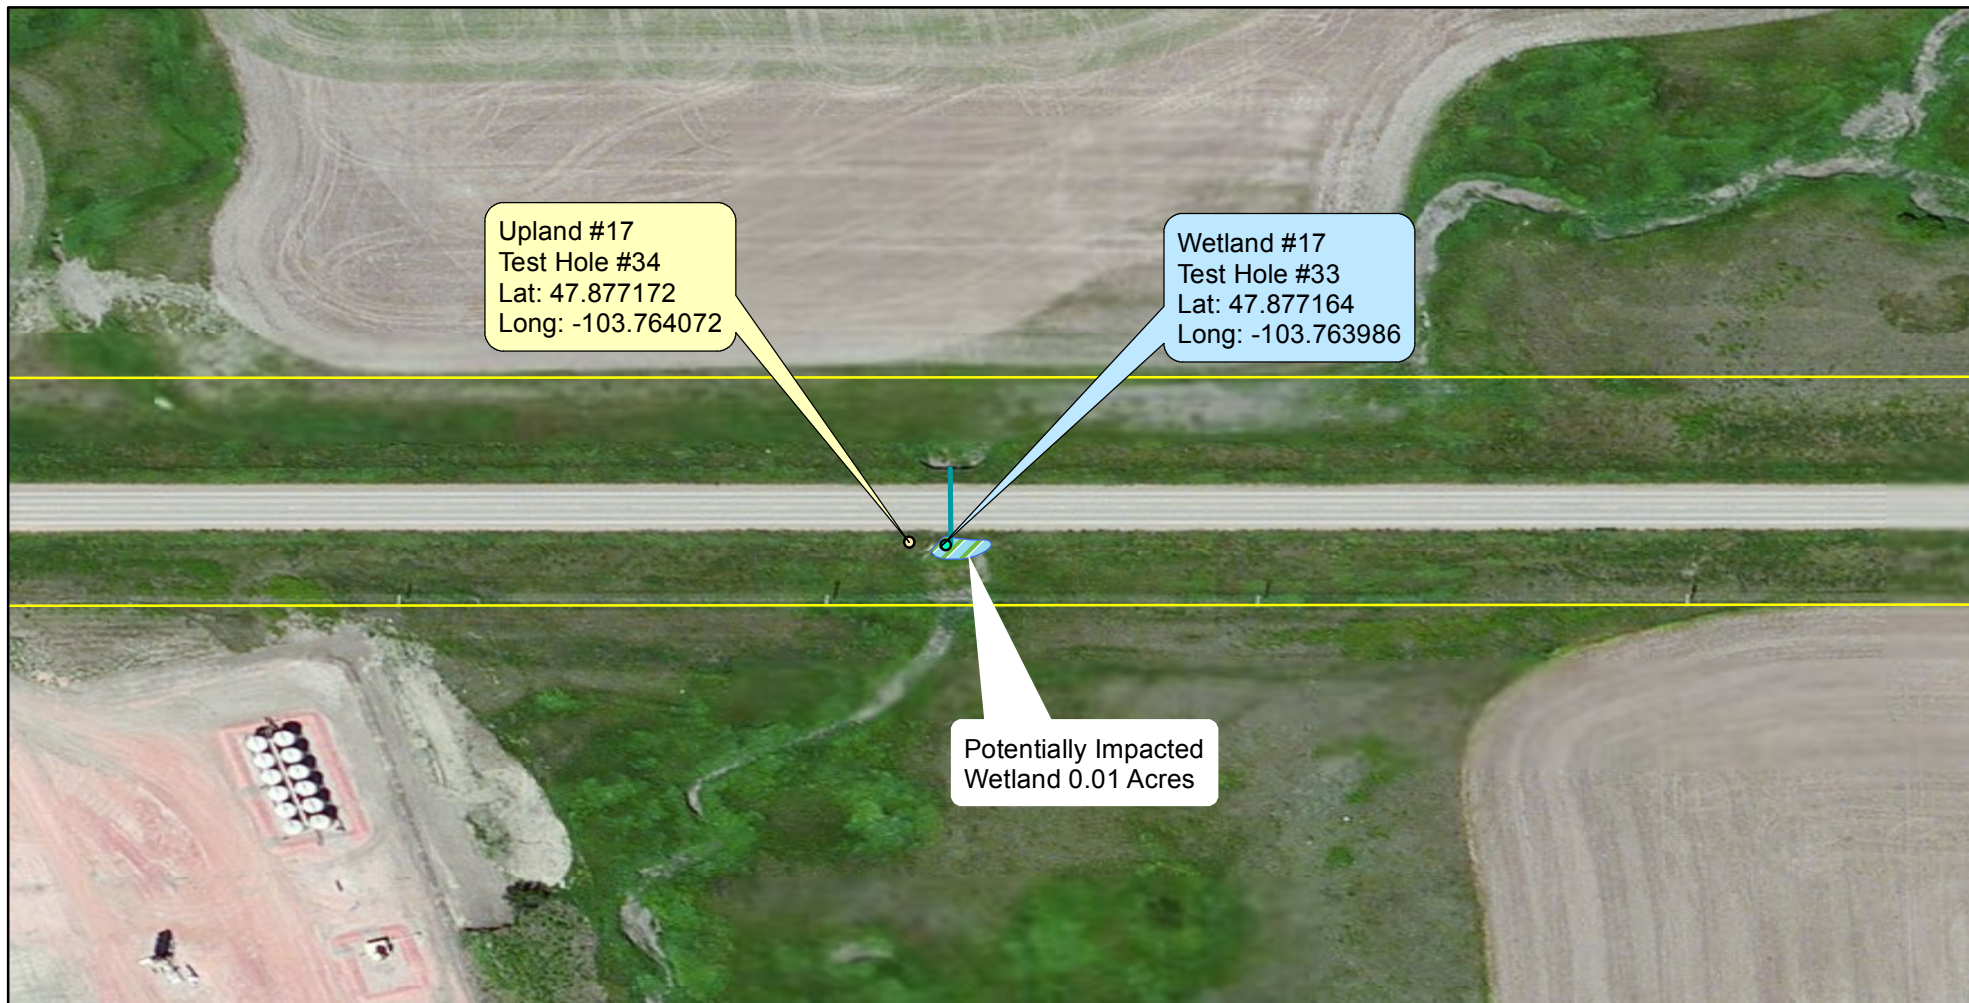 Upland #17
Test Hole #34
Lat: 47.877172
Long: -103.764072
Wetland #17
Test Hole #33
Lat: 47.877164
Long: -103.763986
Potentially Impacted
Wetland 0.01 Acres